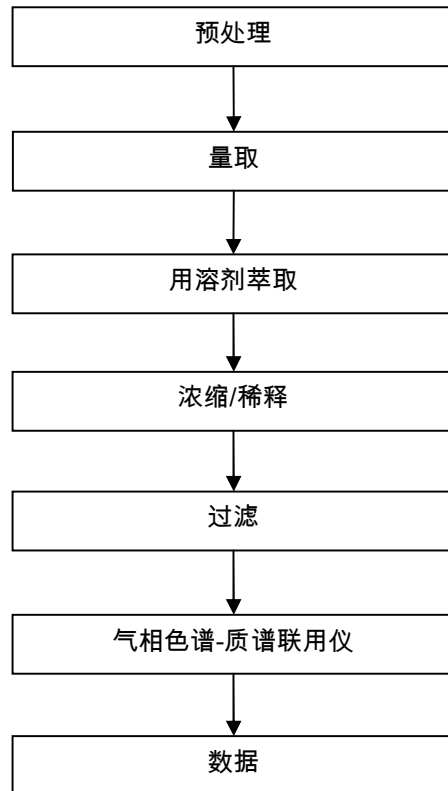 预处理
量取
用溶剂萃取
浓缩/稀释
过滤
气相色谱-质谱联用仪
数据